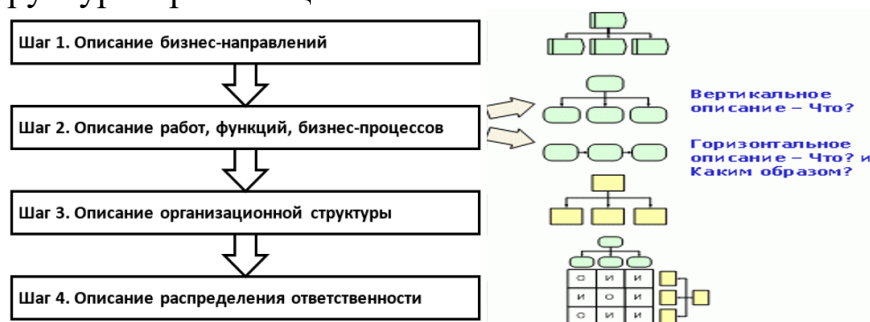 Шаг 1. Описание бизнес-направлений
Шаг 2. Описание работ, функций, бизнес-процессов
Шаг 3. Описание организационной структуры
Шаг 4. Описание распределения ответственности
Вертикальное
описание – Что?
Горизонтальное
описание – Что? и
Каким образом?
О И И
И О И
О И И